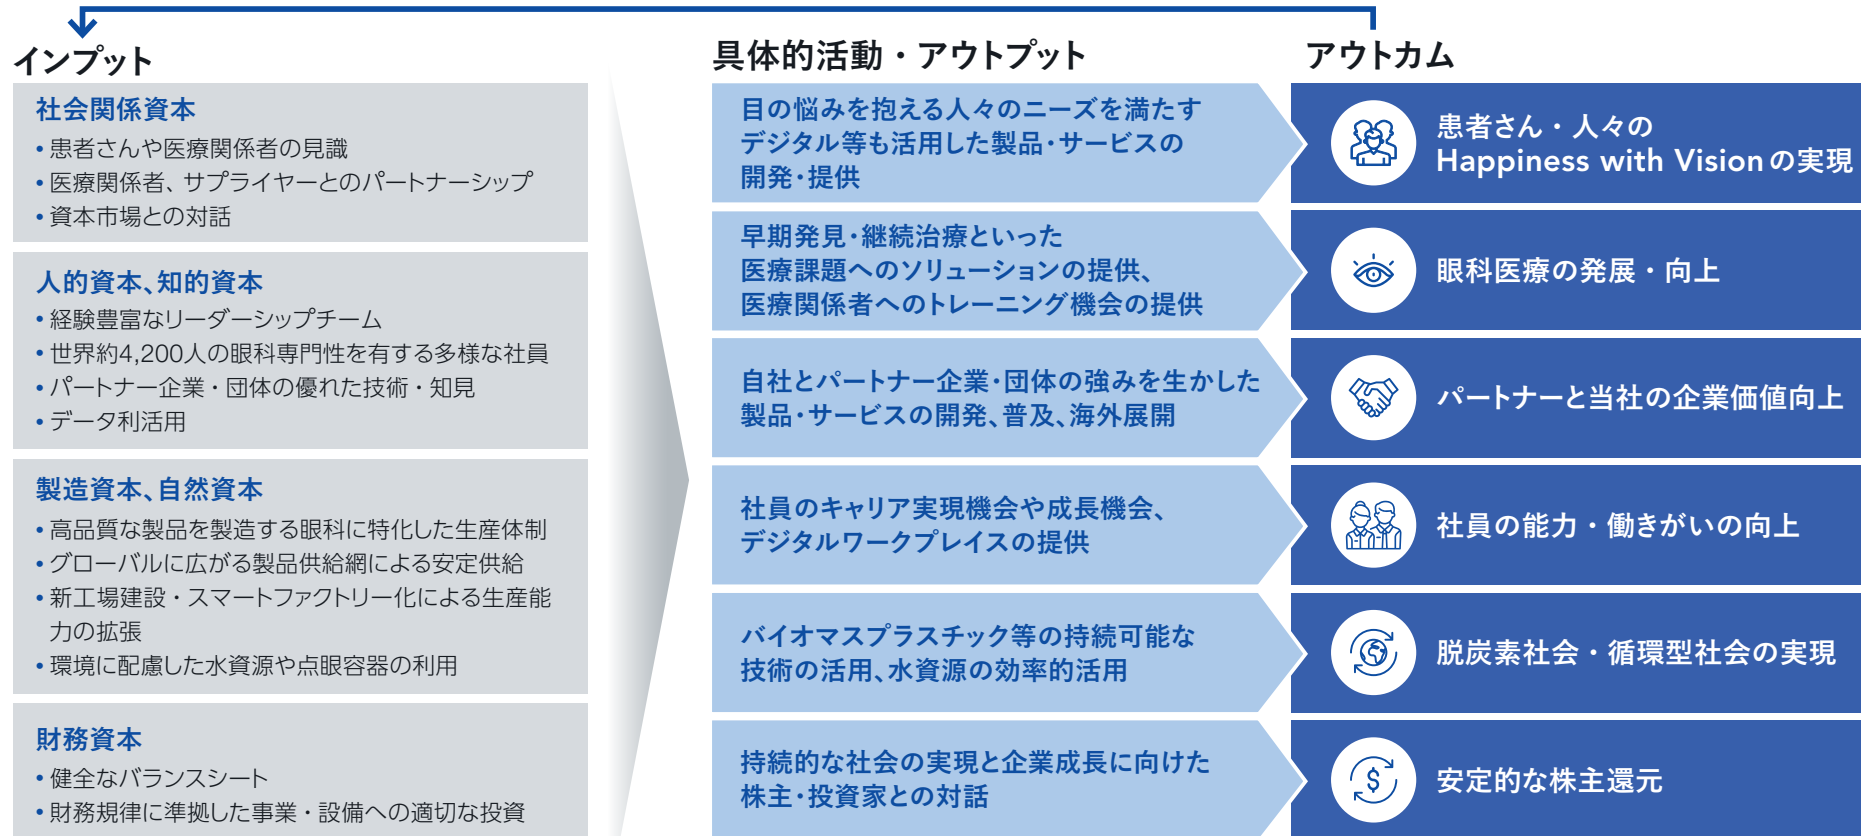 インプット
社会関係資本
• 患者さんや医療関係者の見識
• 医療関係者、サプライヤーとのパートナーシップ
• 資本市場との対話
人的資本、知的資本
• 経験豊富なリーダーシップチーム
• 世界約4,200人の眼科専門性を有する多様な社員
• パートナー企業・団体の優れた技術・知見
• データ利活用
製造資本、自然資本
• 高品質な製品を製造する眼科に特化した生産体制
• グローバルに広がる製品供給網による安定供給
• 新工場建設・スマートファクトリー化による生産能
力の拡張
• 環境に配慮した水資源や点眼容器の利用
財務資本
• 健全なバランスシート
• 財務規律に準拠した事業・設備への適切な投資
具体的活動・アウトプット
目の悩みを抱える人々のニーズを満たす
デジタル等も活用した製品・サービスの
開発・提供
早期発見・継続治療といった
医療課題へのソリューションの提供、
医療関係者へのトレーニング機会の提供
自社とパートナー企業・団体の強みを生かした
製品・サービスの開発、普及、海外展開
社員のキャリア実現機会や成長機会、
デジタルワークプレイスの提供
バイオマスプラスチック等の持続可能な
技術の活用、水資源の効率的活用
持続的な社会の実現と企業成長に向けた
株主・投資家との対話
アウトカム
患者さん・人々の
Happiness with Visionの実現
眼科医療の発展・向上
パートナーと当社の企業価値向上
社員の能力・働きがいの向上
脱炭素社会・循環型社会の実現
$
安定的な株主還元